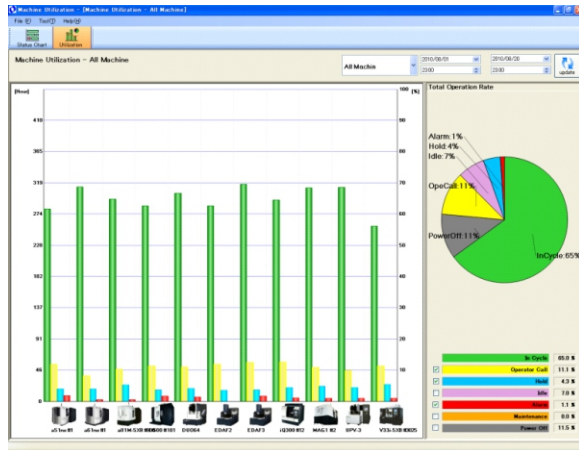 Machine Utilization - [Machine Utilization - All Machine]
File(F) Tool(T) Help(H)
Status Chart Utilization
Machine Utilization - All Machine
All Machin
2010/08/01 2010/08/20
23:00 23:00
update
[Hour] 100 [%]
Total Operation Rate
410 90
365 80
319 70
274 60
228 50
182 40
137 30
91 20
46 10
0 0
Alarm:1%
Hold:4%
Idle:7%
OpeCall:11%
PowerOff:11%
InCycle:65%
In Cycle 65.0 %
Operator Call 11.1 %
Hold 4.3 %
Idle 7.0 %
Alarm 1.1 %
Maintenance 0.0 %
Power Off 11.5 %
EDAF2 EDAF3 MAG1 H2